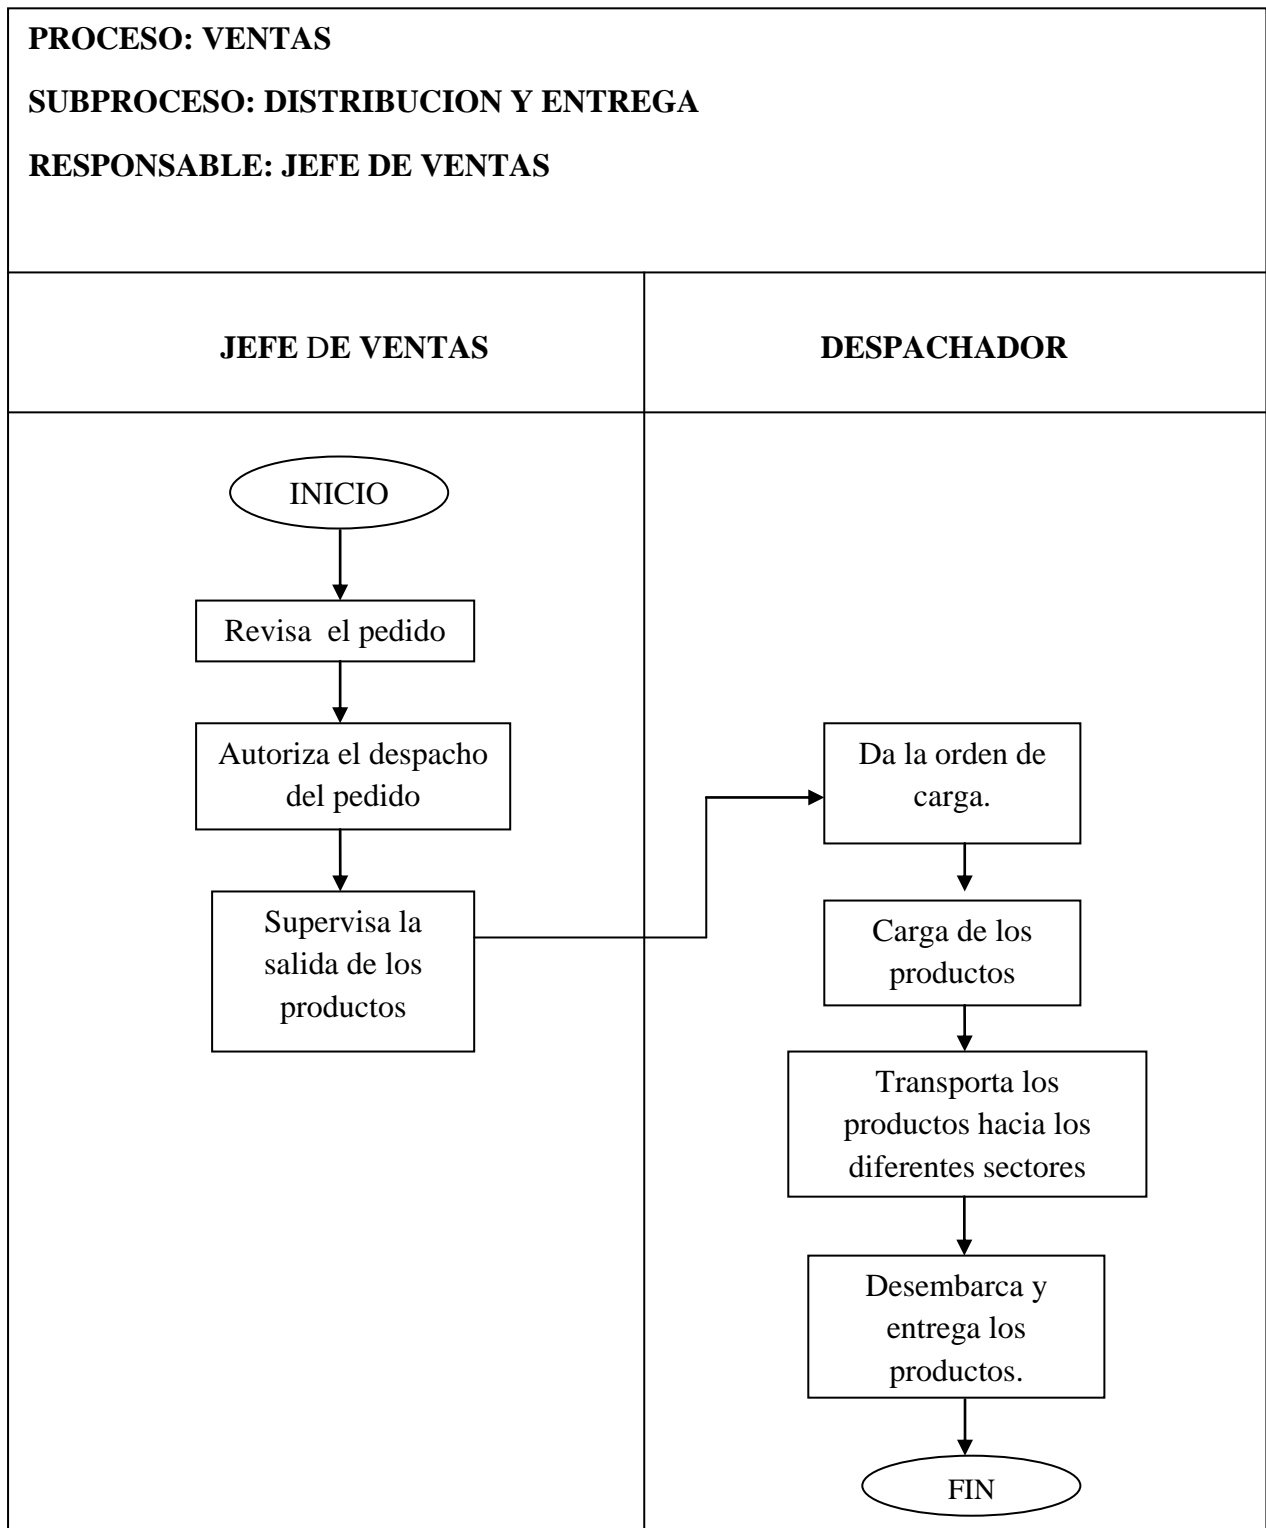 PROCESO: VENTAS
SUBPROCESO: DISTRIBUCION Y ENTREGA
RESPONSABLE: JEFE DE VENTAS
JEFE DE VENTAS
DESPACHADOR
INICIO
Revisa el pedido
Autoriza el despacho
del pedido
Supervisa la
salida de los
productos
Da la orden de
carga.
Carga de los
productos
Transporta los
productos hacia los
diferentes sectores
Desembarca y
entrega los
productos.
FIN